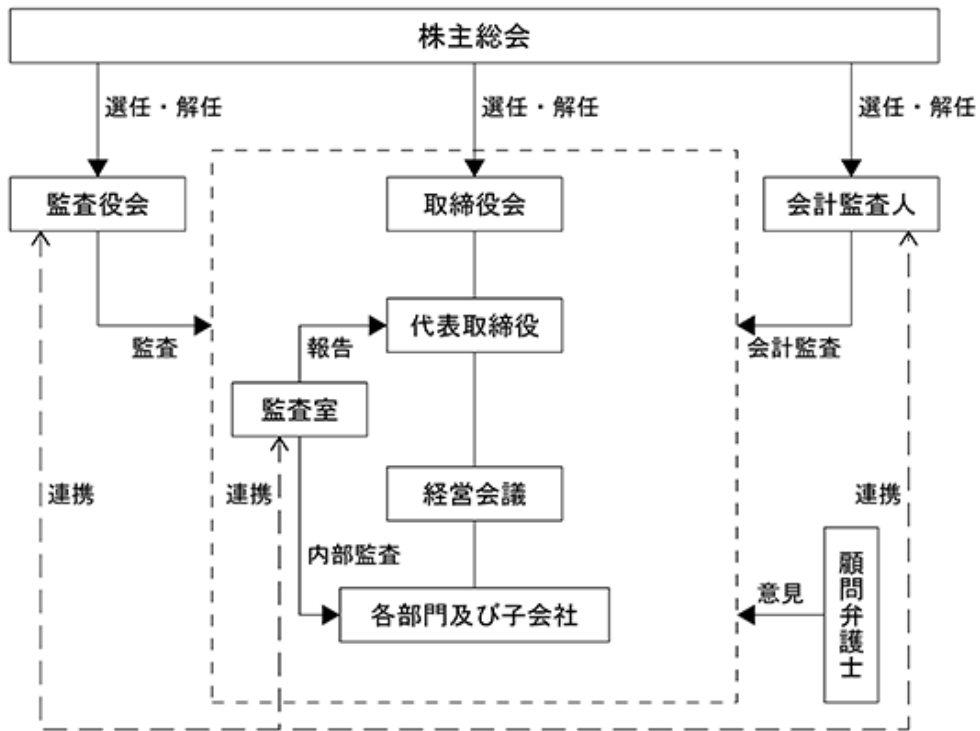 株主総会
選任・解任
選任・解任
選任・解任
監査役会
取締役会
会計監査人
代表取締役
監査
報告
会計監査
監査室
連携
連携
経営会議
連携
内部監査
顧問弁護士
意見
各部門及び子会社